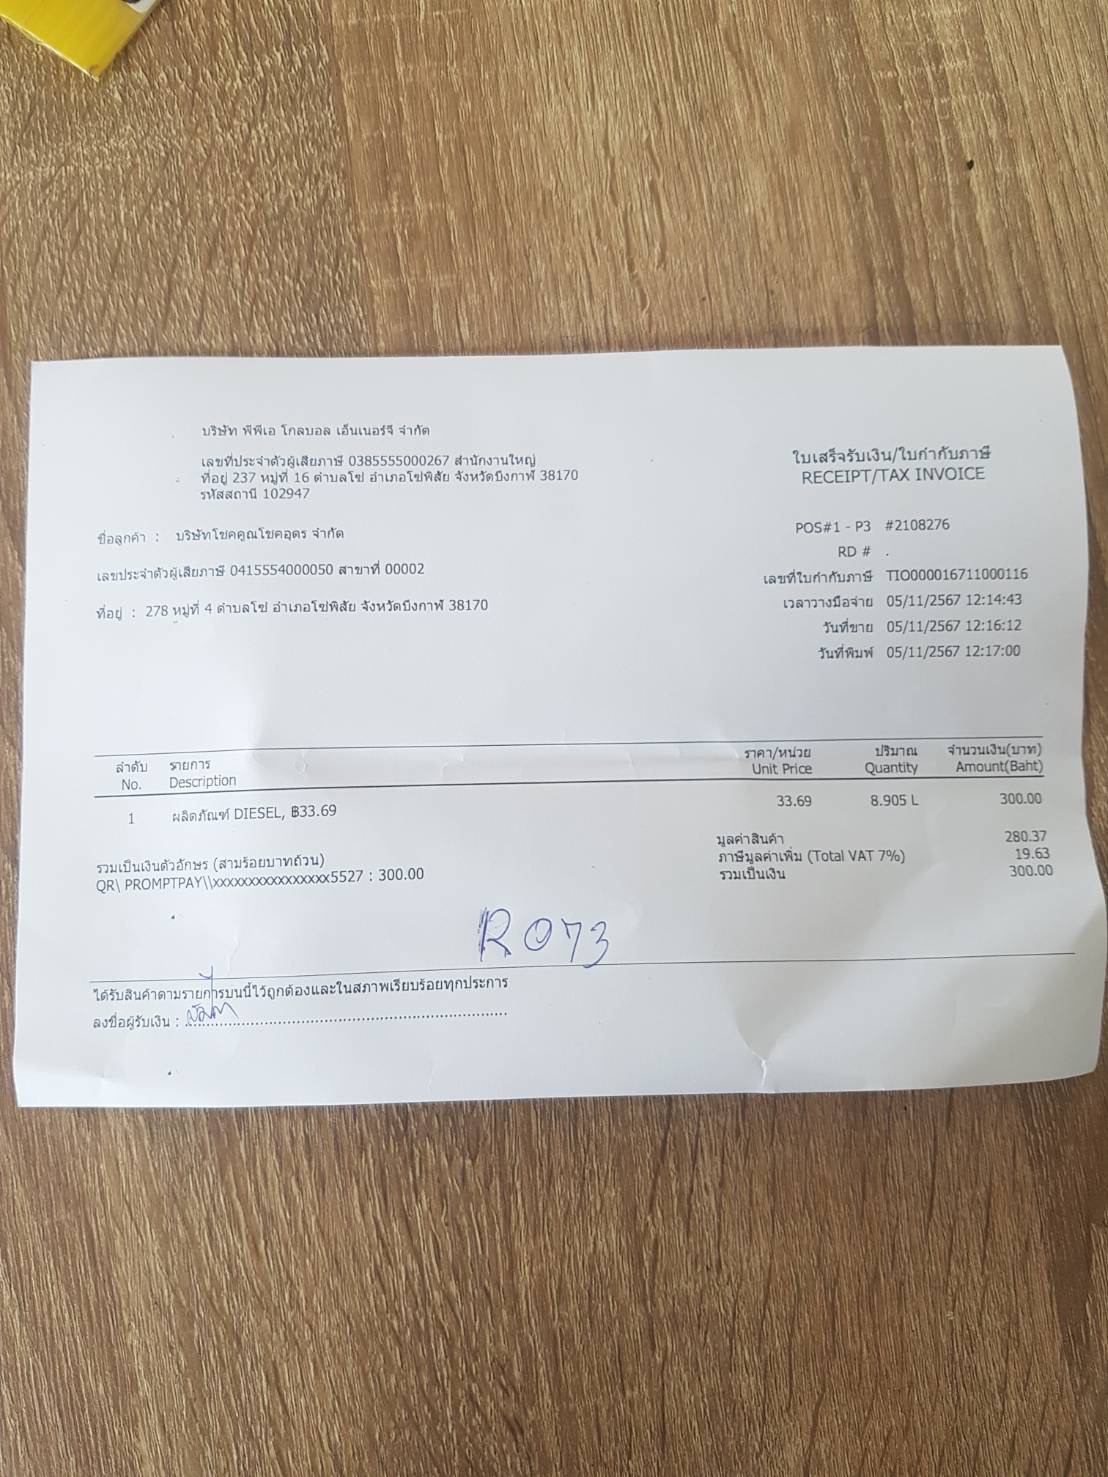 บริษัท พีพีเอ โกลบอล เอ็นเนอร์จี จำกัด
เลขที่ประจำตัวผู้เสียภาษี 0385555000267 สำนักงานใหญ่
ที่อยู่ 237 หมู่ที่ 16 ตำบลโซ่ อำเภอโซ่พิสัย จังหวัดบึงกาฬ 38170
รหัสสถานี 102947
ใบเสร็จรับเงิน/ใบกำกับภาษี
RECEIPT/TAX INVOICE
ชื่อลูกค้า : บริษัทโชคคูณโชคอุดร จำกัด
เลขประจำตัวผู้เสียภาษี 0415554000050 สาขาที่ 00002
ที่อยู่ : 278 หมู่ที่ 4 ตำบลโซ่ อำเภอโซ่พิสัย จังหวัดบึงกาฬ 38170
POS#1 - P3 #2108276
RD # .
เลขที่ใบกำกับภาษี TIO000016711000116
เวลาวางมือจ่าย 05/11/2567 12:14:43
วันที่ขาย 05/11/2567 12:16:12
วันที่พิมพ์ 05/11/2567 12:17:00
ลำดับ รายการ ราคา/หน่วย ปริมาณ จำนวนเงิน(บาท)
No. Description Unit Price Quantity Amount(Baht)
1 ผลิตภัณฑ์ DIESEL, ฿33.69 33.69 8.905 L 300.00
มูลค่าสินค้า 280.37
ภาษีมูลค่าเพิ่ม (Total VAT 7%) 19.63
รวมเป็นเงิน 300.00
รวมเป็นเงินตัวอักษร (สามร้อยบาทถ้วน)
QR\ PROMPTPAY\\xxxxxxxxxxxxxxxx5527 : 300.00
R073
ได้รับสินค้าตามรายการบนนี้ไว้ถูกต้องและในสภาพเรียบร้อยทุกประการ
ลงชื่อผู้รับเงิน :